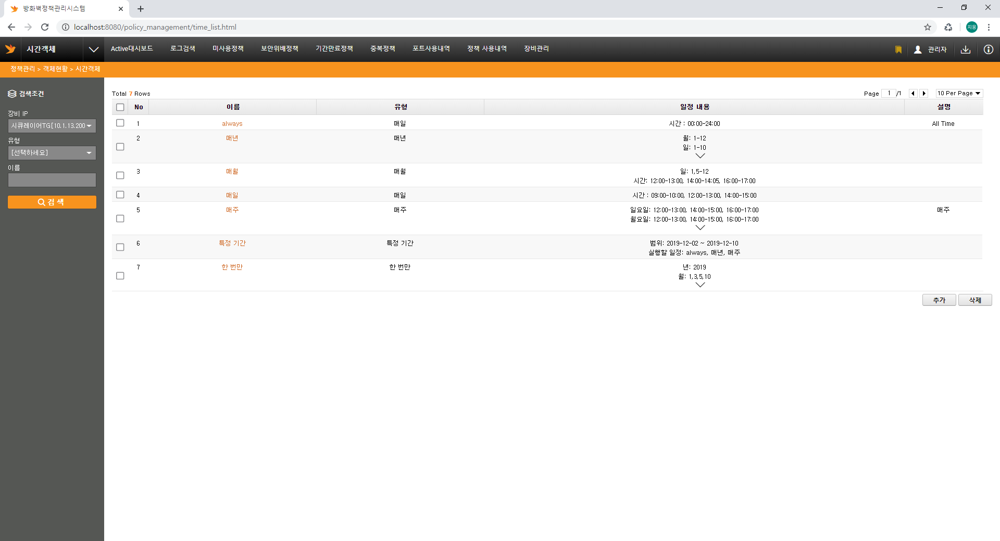 방화벽정책관리시스템
localhost:8080/policy_management/time_list.html
지웅
시간객체 Active대시보드 로그검색 미사용정책 보안위배정책 기간만료정책 중복정책 포트사용내역 정책 사용내역 장비관리 관리자
정책관리 > 객체현황 > 시간객체
검색조건
장비 IP
시큐레이어TG[10.1.13.200
유형
[선택하세요]
이름
검 색
Total 7 Rows
Page 1 /1 10 Per Page
No 이름 유형 일정 내용 설명
1 always 매일 시간 : 00:00-24:00 All Time
2 매년 매년 월: 1-12
일: 1-10
3 매월 매월 일: 1,5-12
시간: 12:00-13:00, 14:00-14:05, 16:00-17:00
4 매일 매일 시간 : 09:00-10:00, 12:00-13:00, 14:00-15:00
5 매주 매주 일요일: 12:00-13:00, 14:00-15:00, 16:00-17:00 매주
월요일: 12:00-13:00, 14:00-15:00, 16:00-17:00
6 특정 기간 특정 기간 범위: 2019-12-02 ~ 2019-12-10
실행할 일정: always, 매년, 매주
7 한 번만 한 번만 년: 2019
월: 1,3,5,10
추가 삭제